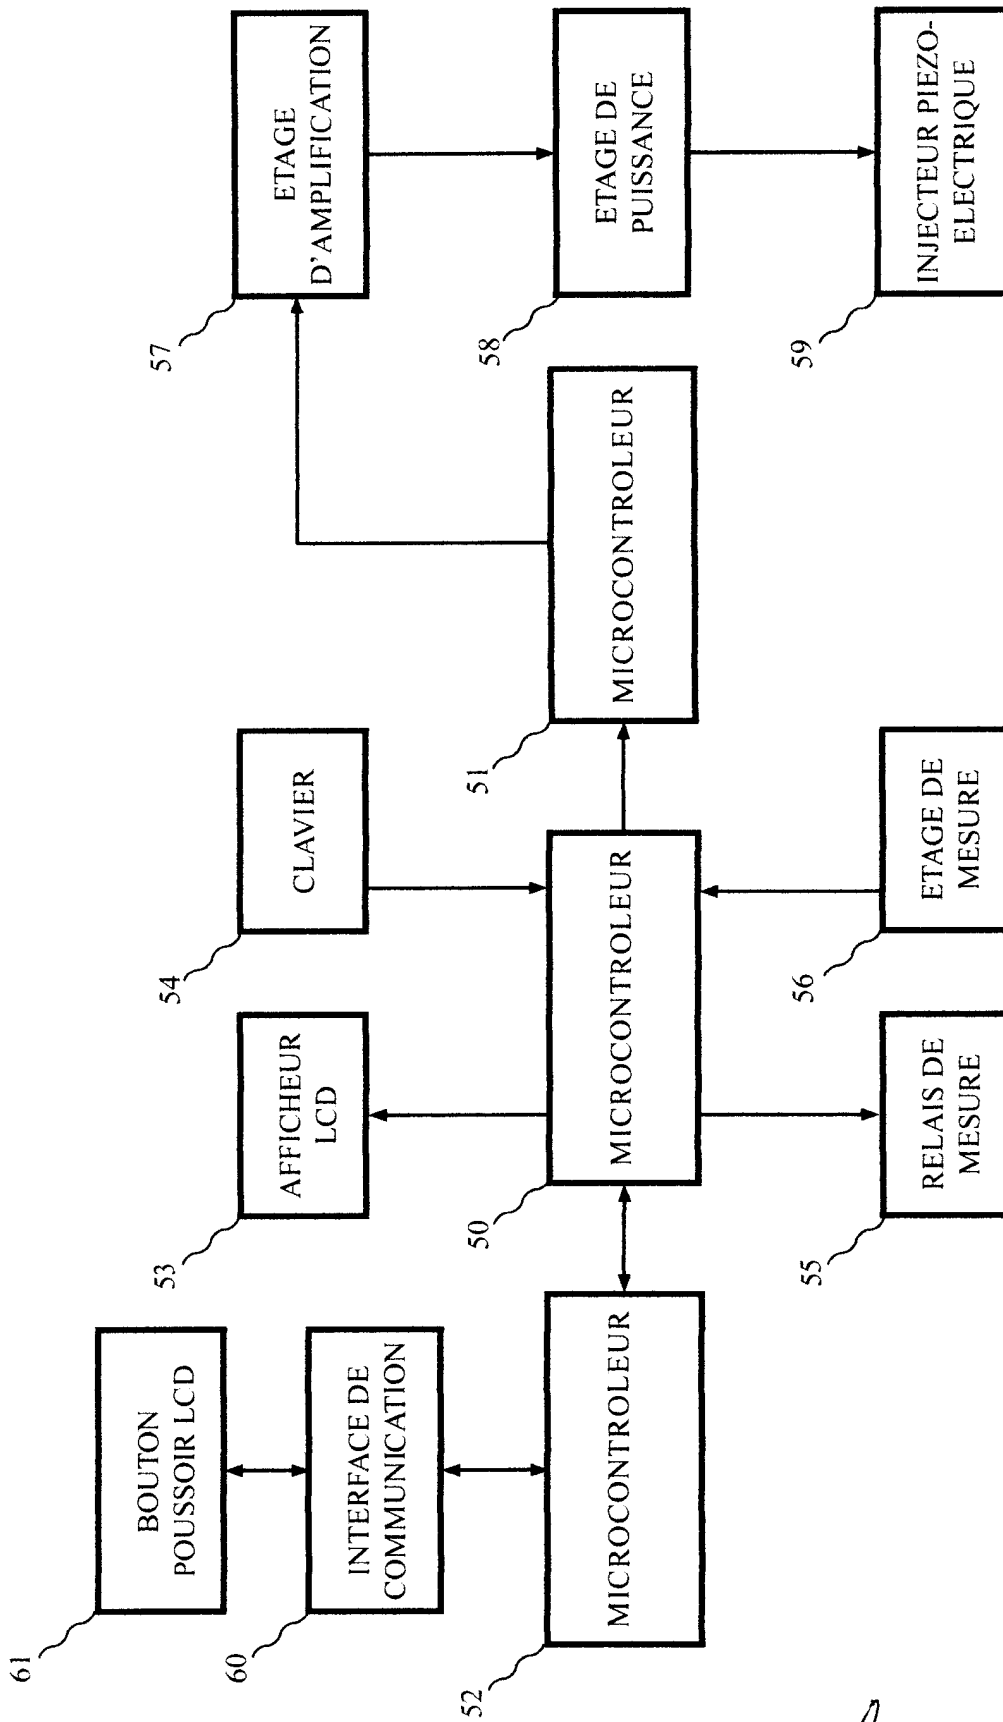 61
BOUTON
POUSSOIR LCD
60
INTERFACE DE
COMMUNICATION
52
MICROCONTROLEUR
53
AFFICHEUR
LCD
54
CLAVIER
50
MICROCONTROLEUR
55
RELAIS DE
MESURE
56
ETAGE DE
MESURE
51
MICROCONTROLEUR
57
ETAGE
D'AMPLIFICATION
58
ETAGE DE
PUISSANCE
59
INJECTEUR PIEZO-
ELECTRIQUE